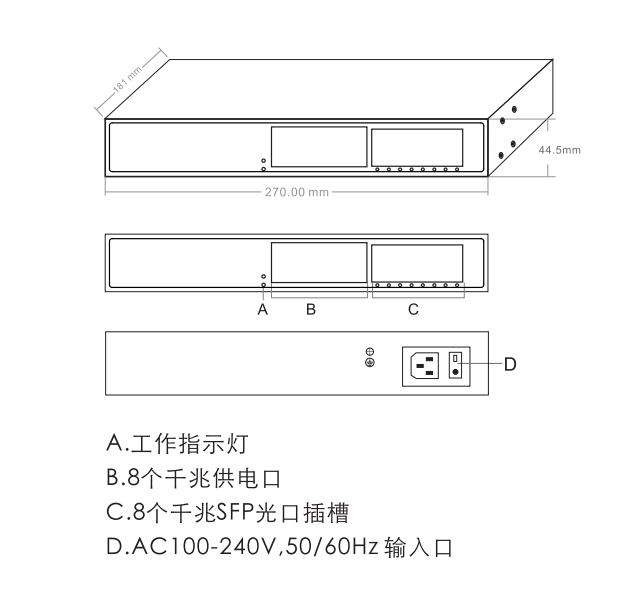 181 mm
44.5mm
270.00 mm
A B C
D
A.工作指示灯
B.8个千兆供电口
C.8个千兆SFP光口插槽
D.AC100-240V,50/60Hz 输入口